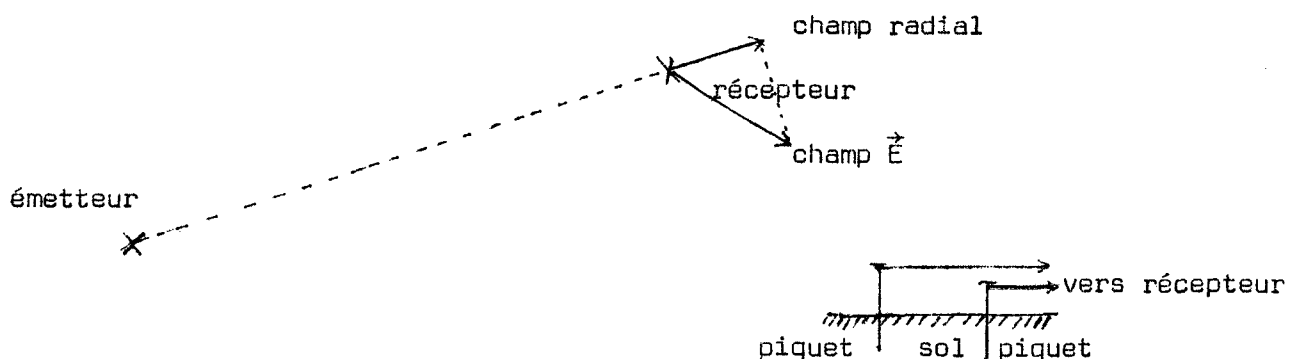 champ radial
récepteur
champ E⃗
émetteur
vers récepteur
piquet sol piquet